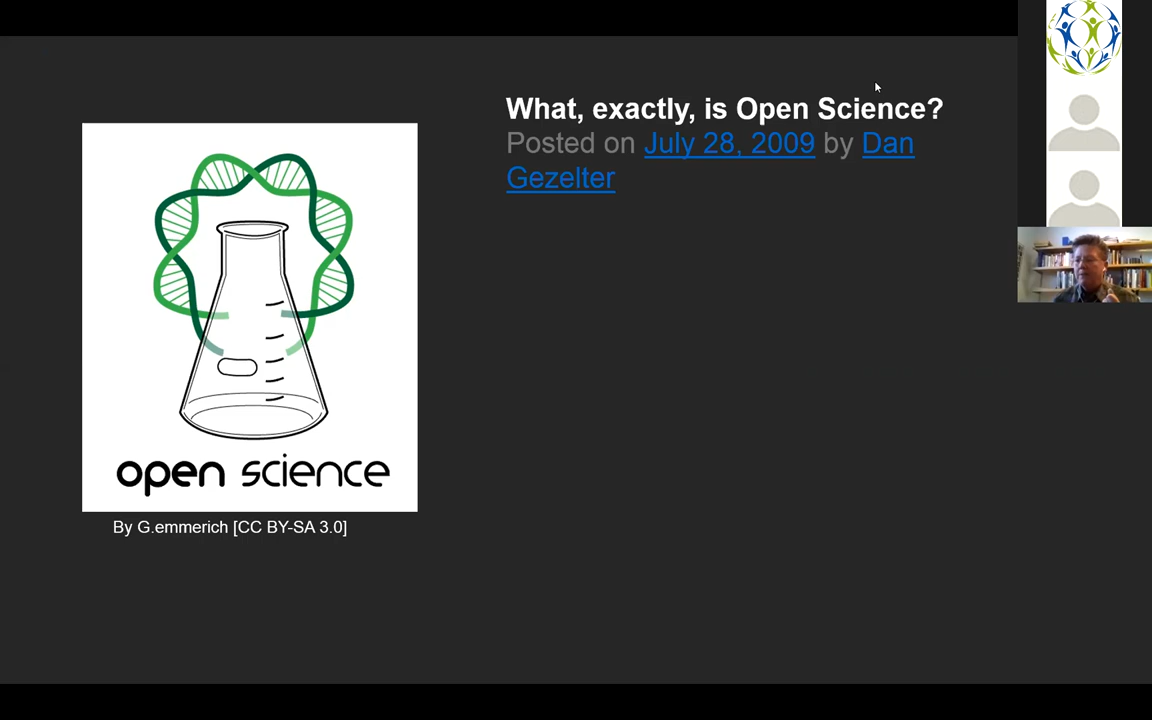 What, exactly, is Open Science?
Posted on July 28, 2009 by Dan
Gezelter
open science
By G.emmerich [CC BY-SA 3.0]